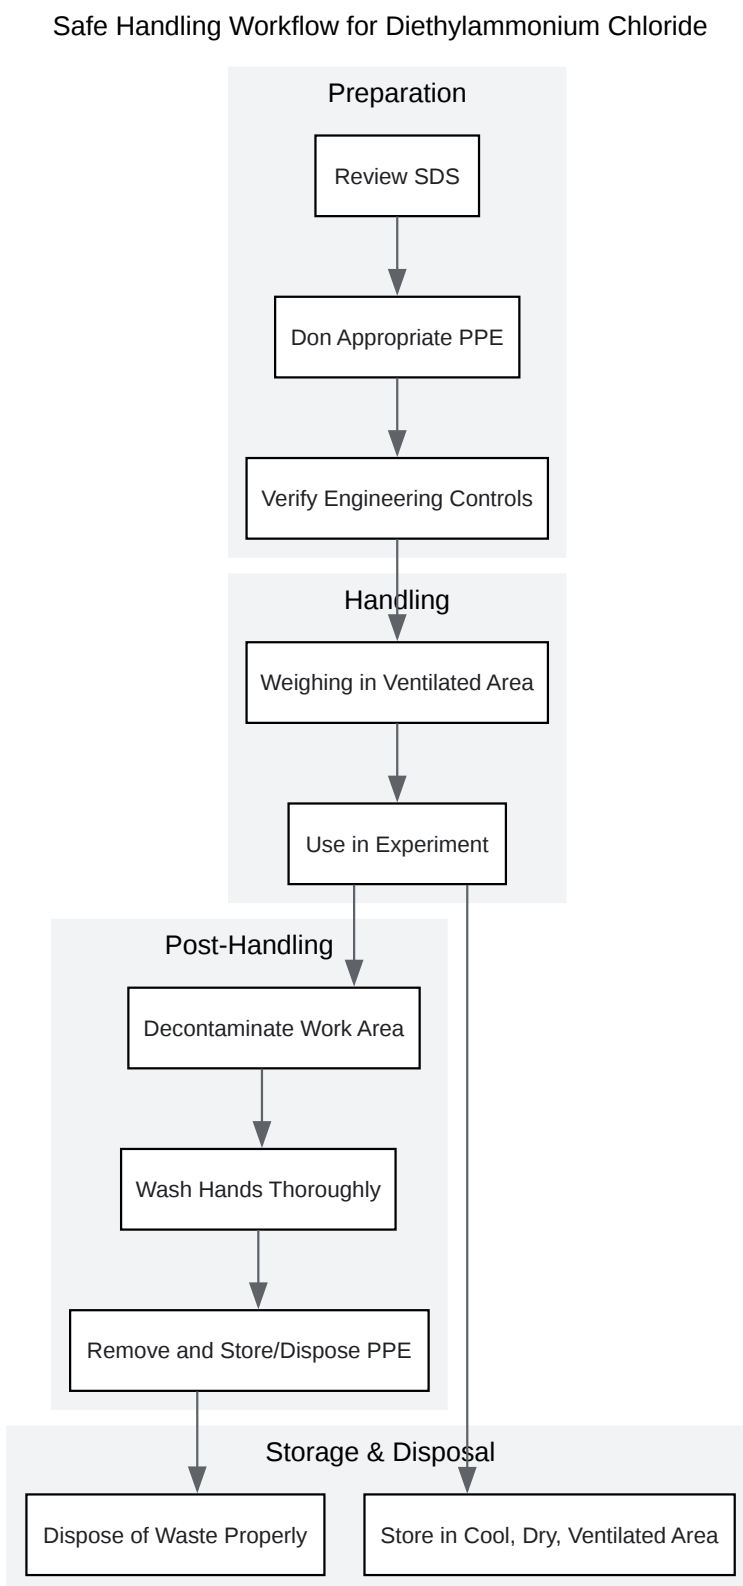 Safe Handling Workflow for Diethylammonium Chloride
Preparation
Review SDS
Don Appropriate PPE
Verify Engineering Controls
Handling
Weighing in Ventilated Area
Use in Experiment
Post-Handling
Decontaminate Work Area
Wash Hands Thoroughly
Remove and Store/Dispose PPE
Storage & Disposal
Dispose of Waste Properly
Store in Cool, Dry, Ventilated Area